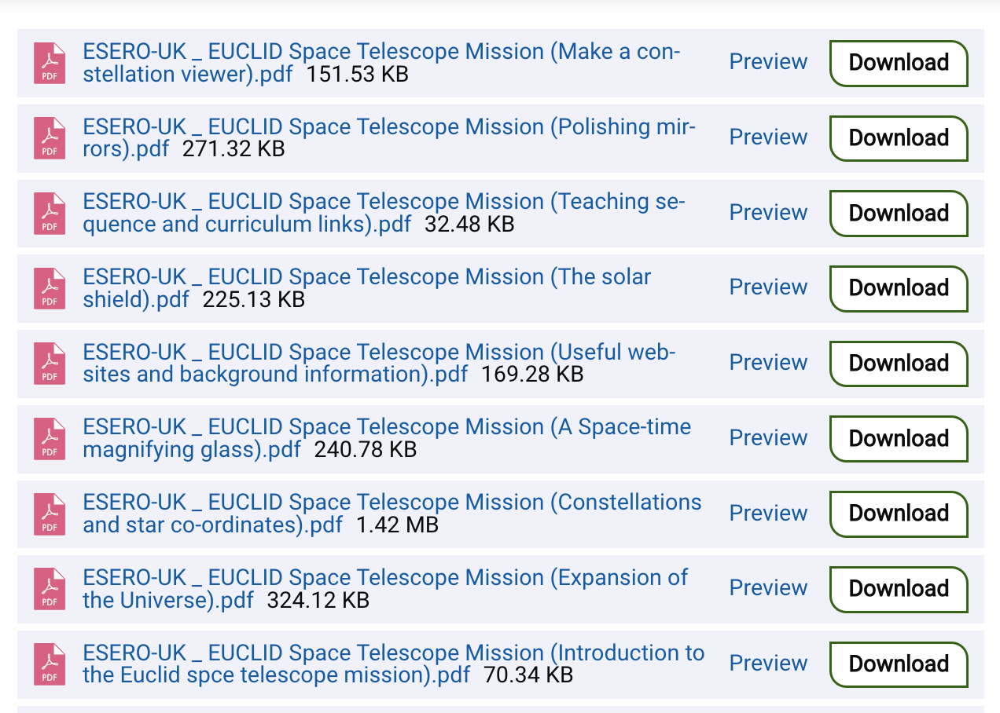 ESERO-UK _ EUCLID Space Telescope Mission (Make a con-
stellation viewer).pdf 151.53 KB
Preview
Download
PDF
ESERO-UK _ EUCLID Space Telescope Mission (Polishing mir-
rors).pdf 271.32 KB
Preview
Download
PDF
ESERO-UK _ EUCLID Space Telescope Mission (Teaching se-
quence and curriculum links).pdf 32.48 KB
Preview
Download
PDF
ESERO-UK _ EUCLID Space Telescope Mission (The solar
shield).pdf 225.13 KB
Preview
Download
PDF
ESERO-UK _ EUCLID Space Telescope Mission (Useful web-
sites and background information).pdf 169.28 KB
Preview
Download
PDF
ESERO-UK _ EUCLID Space Telescope Mission (A Space-time
magnifying glass).pdf 240.78 KB
Preview
Download
PDF
ESERO-UK _ EUCLID Space Telescope Mission (Constellations
and star co-ordinates).pdf 1.42 MB
Preview
Download
PDF
ESERO-UK _ EUCLID Space Telescope Mission (Expansion of
the Universe).pdf 324.12 KB
Preview
Download
PDF
ESERO-UK _ EUCLID Space Telescope Mission (Introduction to
the Euclid spce telescope mission).pdf 70.34 KB
Preview
Download
PDF